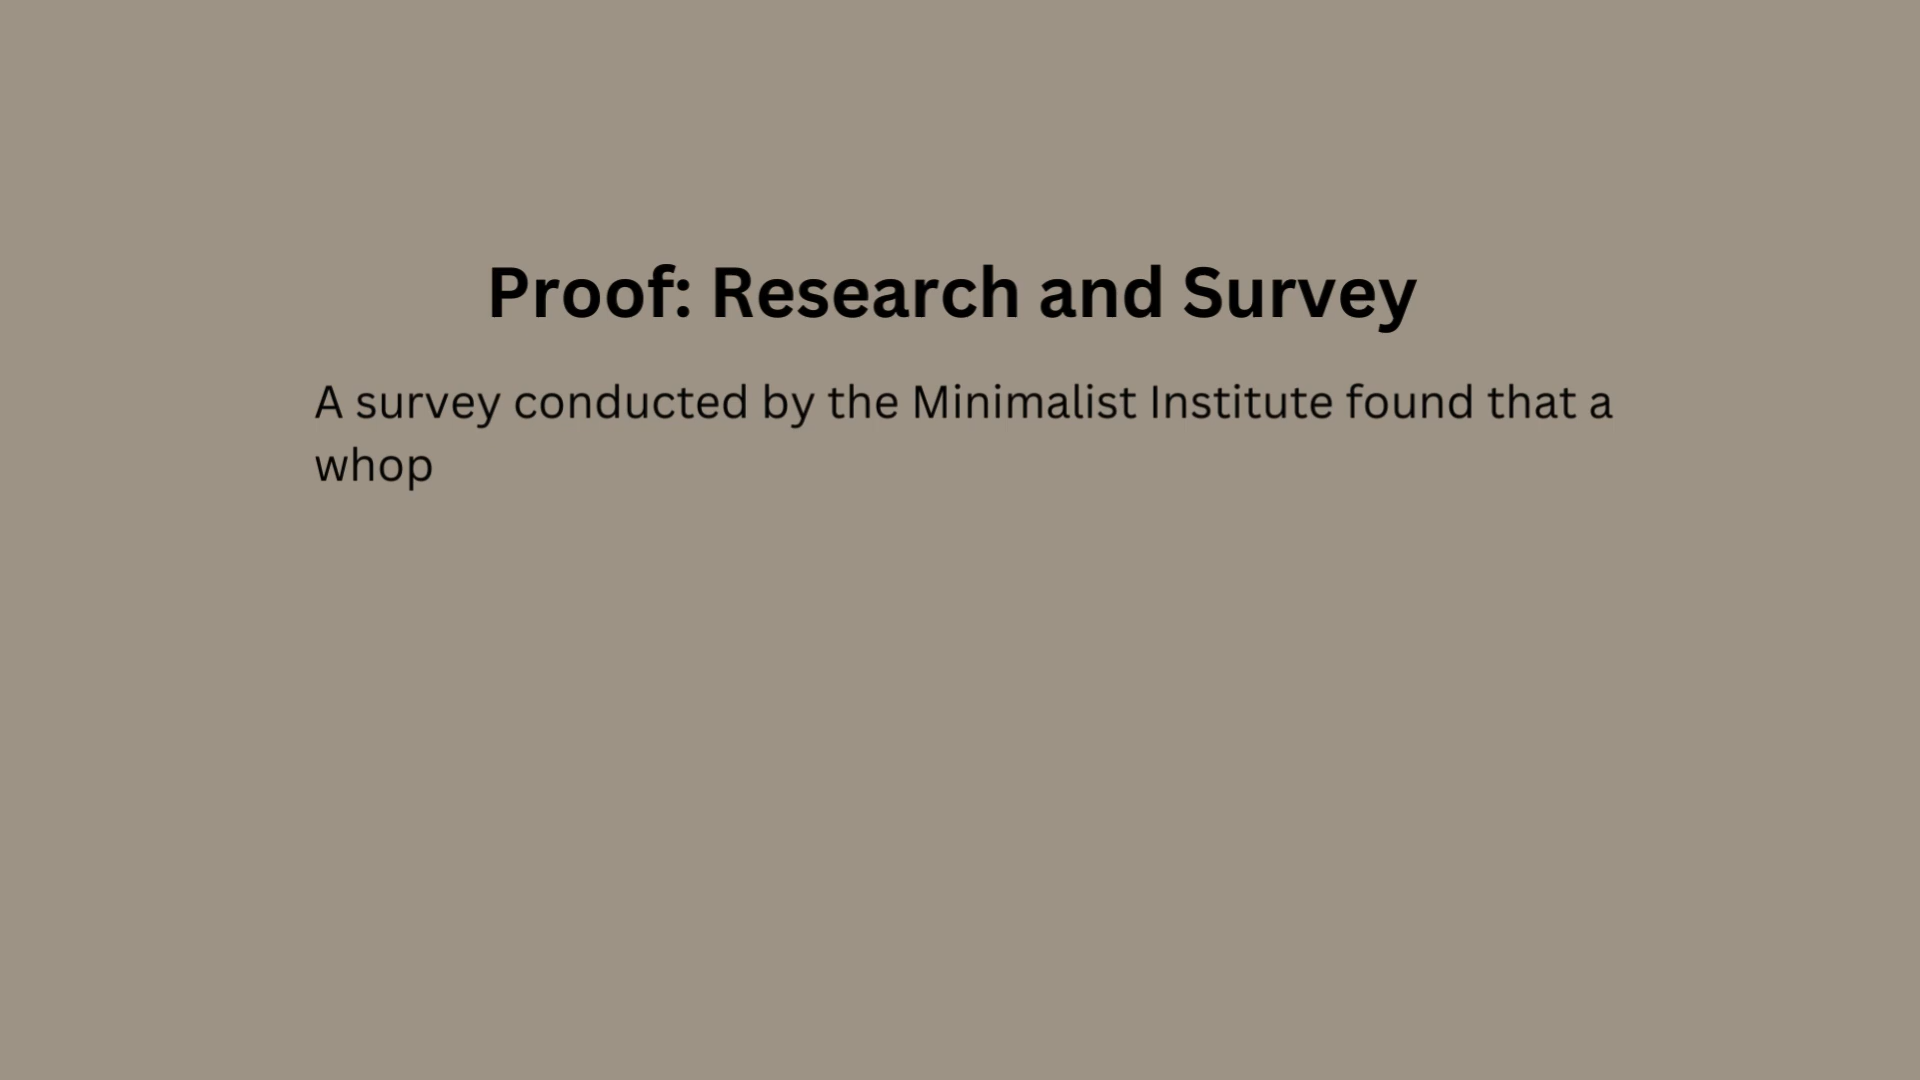 Proof: Research and Survey
A survey conducted by the Minimalist Institute found that a
whop